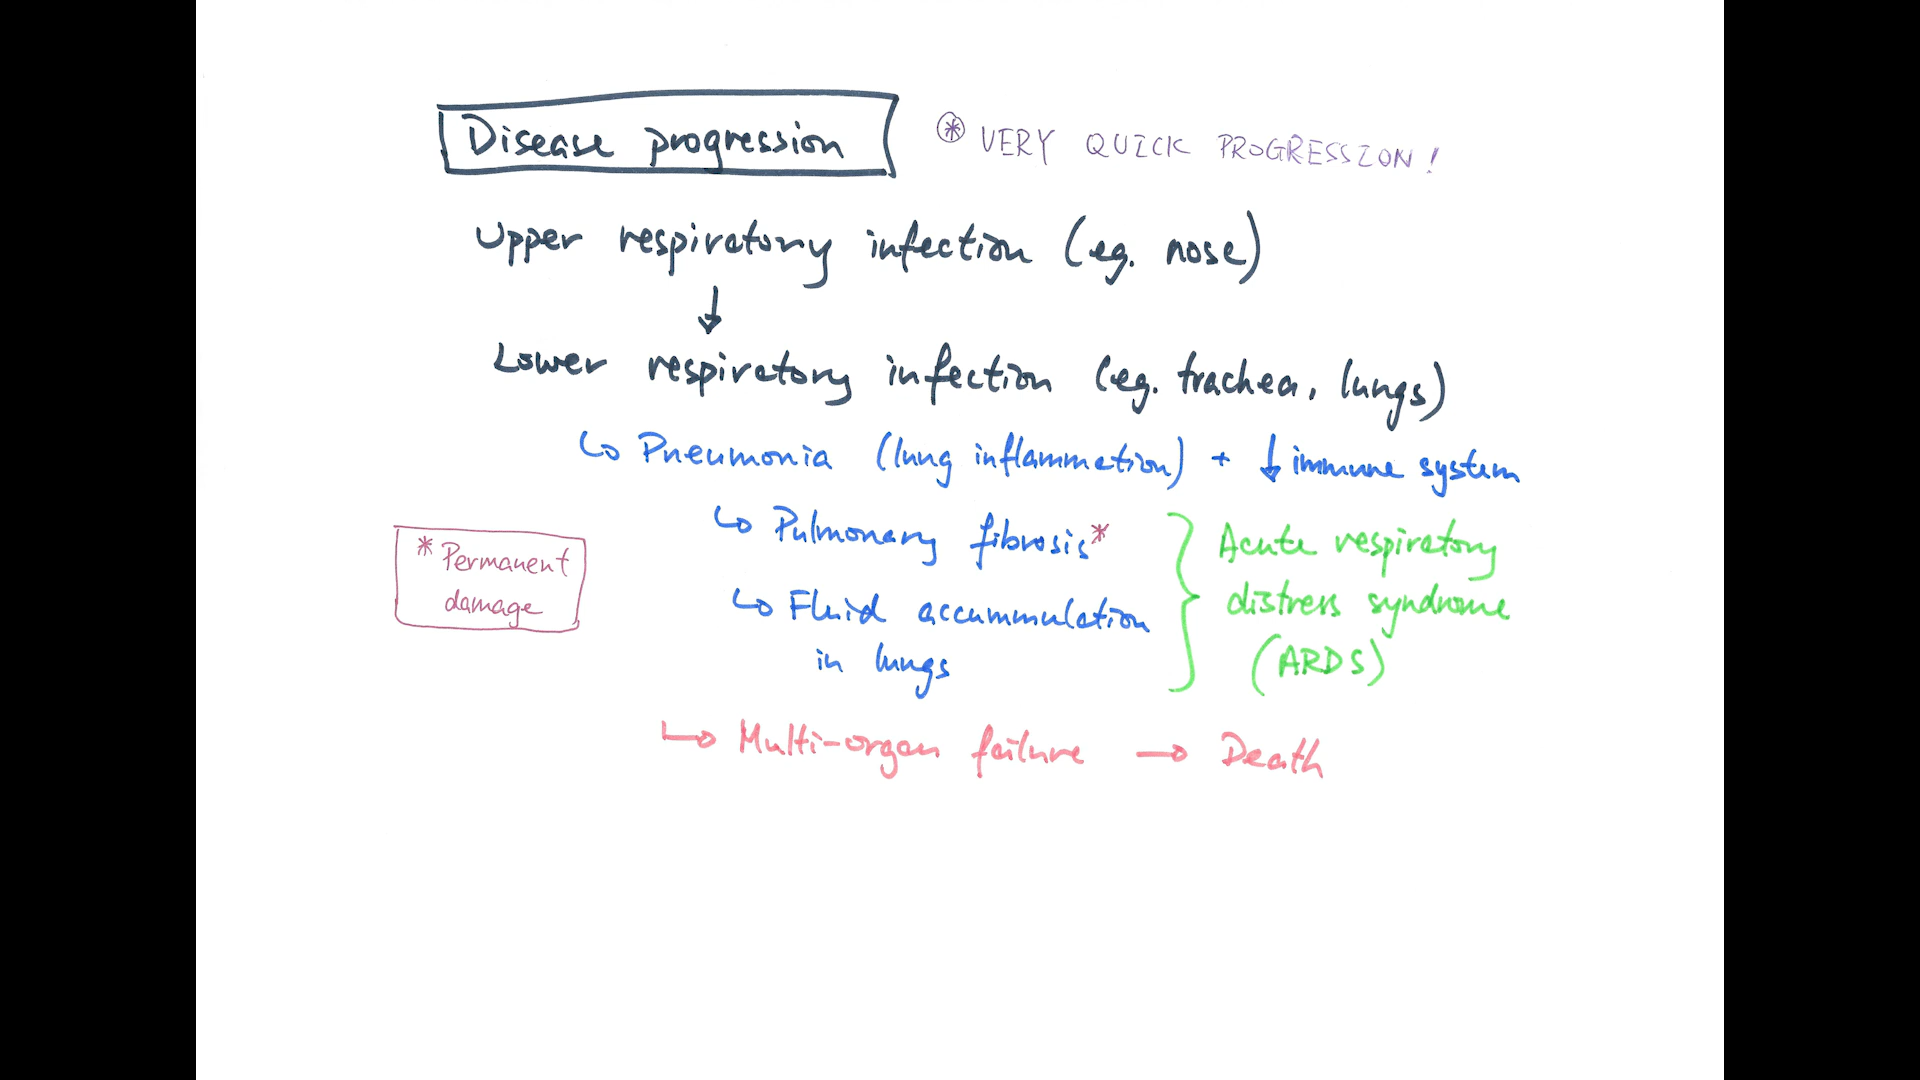 Disease progression
⊛ VERY QUICK PROGRESSION!
Upper respiratory infection (eg. nose)
↓
Lower respiratory infection (eg. trachea, lungs)
↳ Pneumonia (lung inflammation) + ↓ immune system
↳ Pulmonary fibrosis*
↳ Fluid accummulation
in lungs
Acute respiratory
distress syndrome
(ARDS)
* Permanent
damage
↳ Multi-organ failure → Death